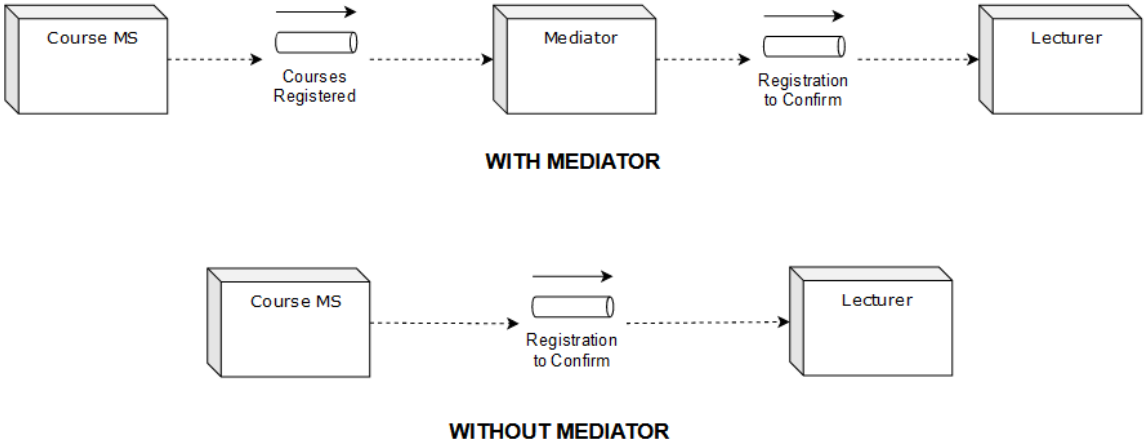 Course MS
Courses
Registered
Mediator
Registration
to Confirm
Lecturer
WITH MEDIATOR
Course MS
Registration
to Confirm
Lecturer
WITHOUT MEDIATOR